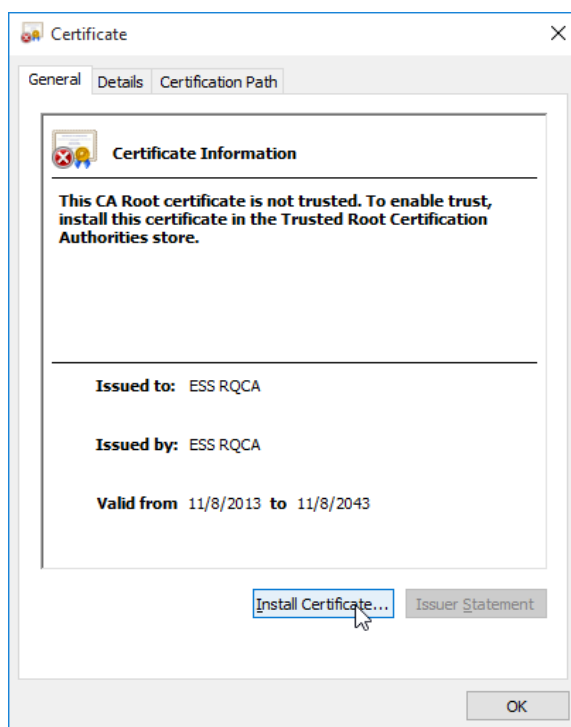 Certificate
General Details Certification Path
Certificate Information
This CA Root certificate is not trusted. To enable trust,
install this certificate in the Trusted Root Certification
Authorities store.
Issued to: ESS RQCA
Issued by: ESS RQCA
Valid from 11/8/2013 to 11/8/2043
Install Certificate... Issuer Statement
OK